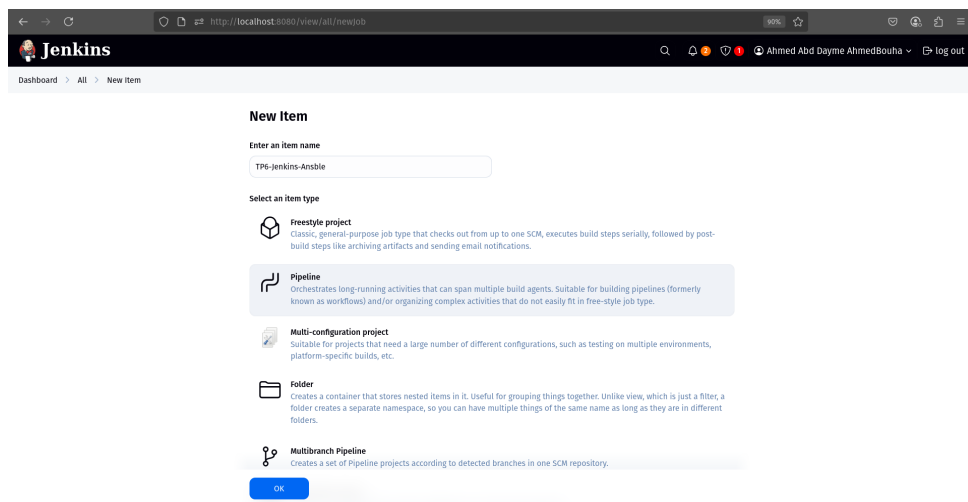 http://localhost:8080/view/all/newJob
90%
Jenkins
2
1
Ahmed Abd Dayme AhmedBouha
log out
Dashboard > All > New Item
New Item
Enter an item name
TP6-Jenkins-Ansble
Select an item type
Freestyle project
Classic, general-purpose job type that checks out from up to one SCM, executes build steps serially, followed by post-
build steps like archiving artifacts and sending email notifications.
Pipeline
Orchestrates long-running activities that can span multiple build agents. Suitable for building pipelines (formerly
known as workflows) and/or organizing complex activities that do not easily fit in free-style job type.
Multi-configuration project
Suitable for projects that need a large number of different configurations, such as testing on multiple environments,
platform-specific builds, etc.
Folder
Creates a container that stores nested items in it. Useful for grouping things together. Unlike view, which is just a filter, a
folder creates a separate namespace, so you can have multiple things of the same name as long as they are in different
folders.
Multibranch Pipeline
Creates a set of Pipeline projects according to detected branches in one SCM repository.
OK